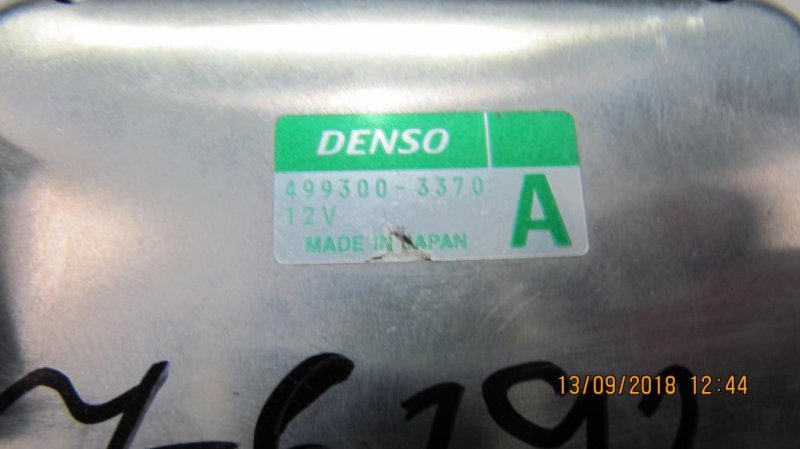 DENSO
499300-3370
12V
MADE IN JAPAN
A
13/09/2018 12:44